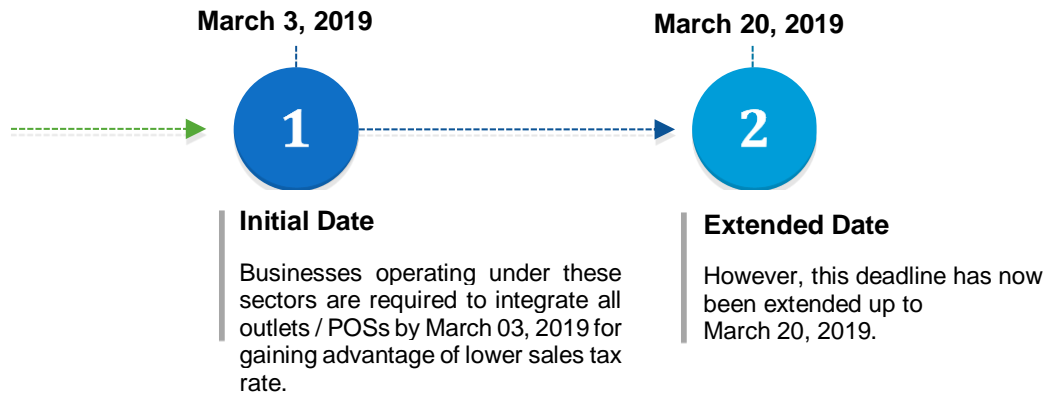 March 3, 2019
March 20, 2019
1
2
Initial Date
Businesses operating under these
sectors are required to integrate all
outlets / POSs by March 03, 2019 for
gaining advantage of lower sales tax
rate.
Extended Date
However, this deadline has now
been extended up to
March 20, 2019.